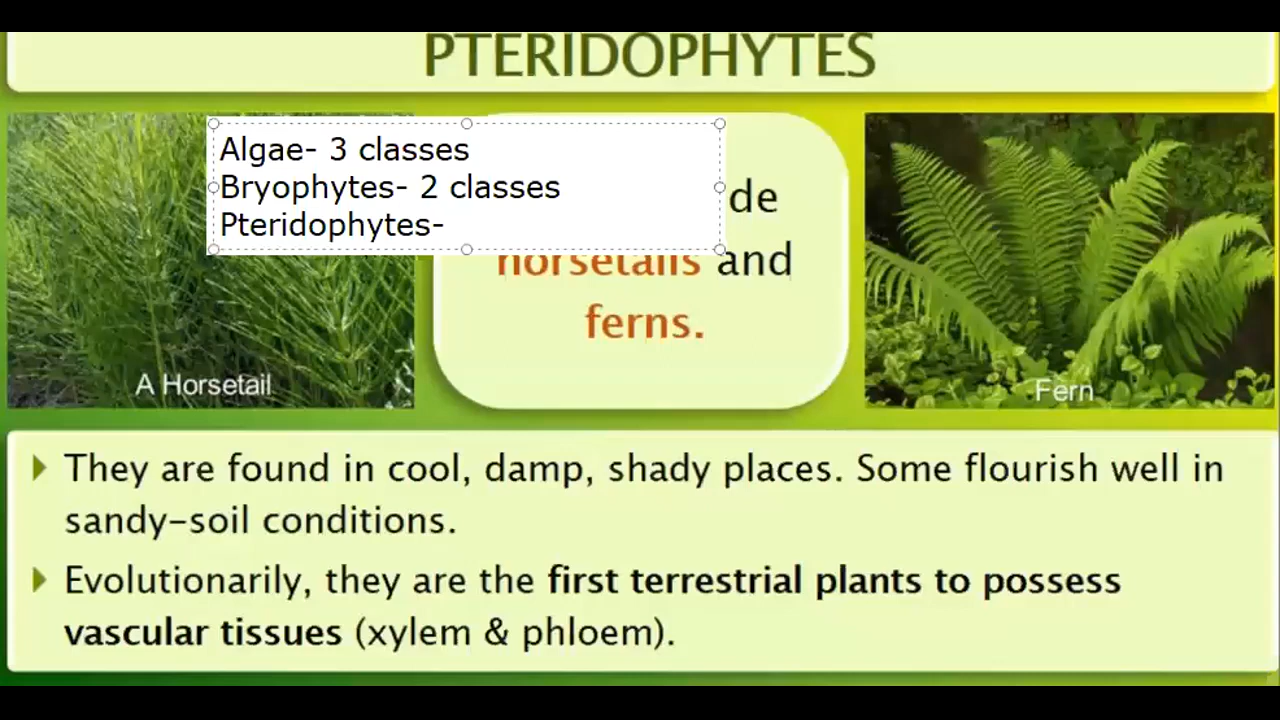 PTERIDOPHYTES
Algae- 3 classes
Bryophytes- 2 classes
Pteridophytes-
de
horsetails and
ferns.
A Horsetail
Fern
They are found in cool, damp, shady places. Some flourish well in
sandy-soil conditions.
Evolutionarily, they are the first terrestrial plants to possess
vascular tissues (xylem & phloem).